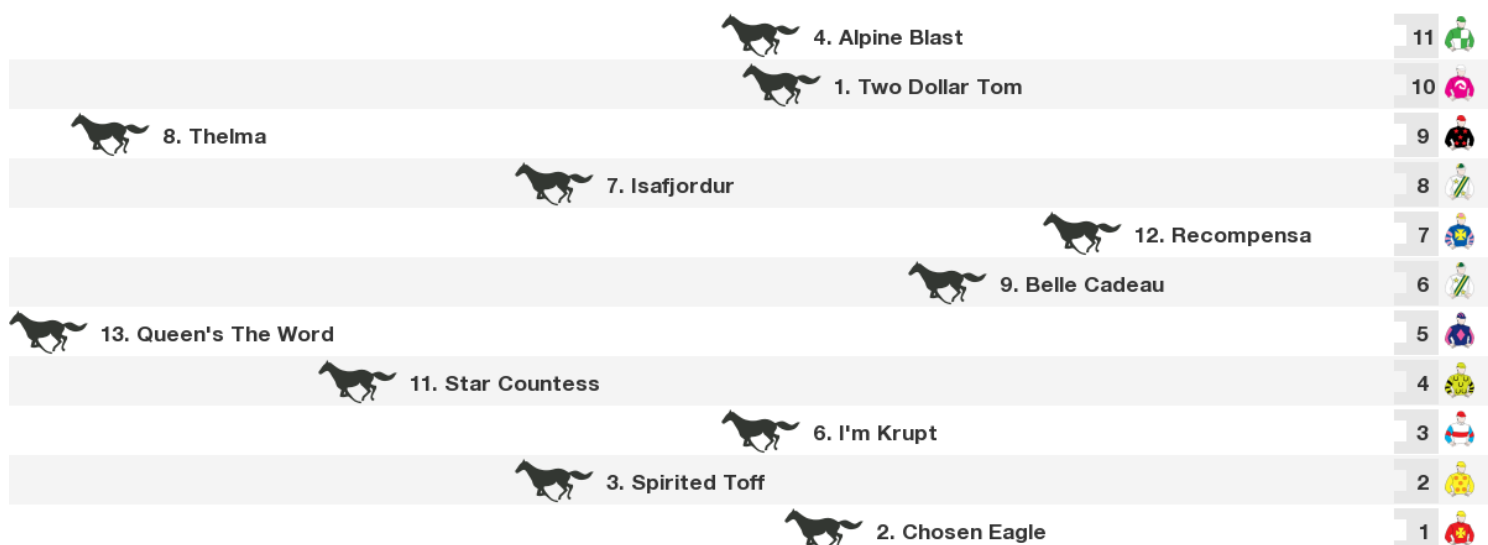 4. Alpine Blast 11
1. Two Dollar Tom 10
8. Thelma 9
7. Isafjordur 8
12. Recompensa 7
9. Belle Cadeau 6
13. Queen's The Word 5
11. Star Countess 4
6. I'm Krupt 3
3. Spirited Toff 2
2. Chosen Eagle 1